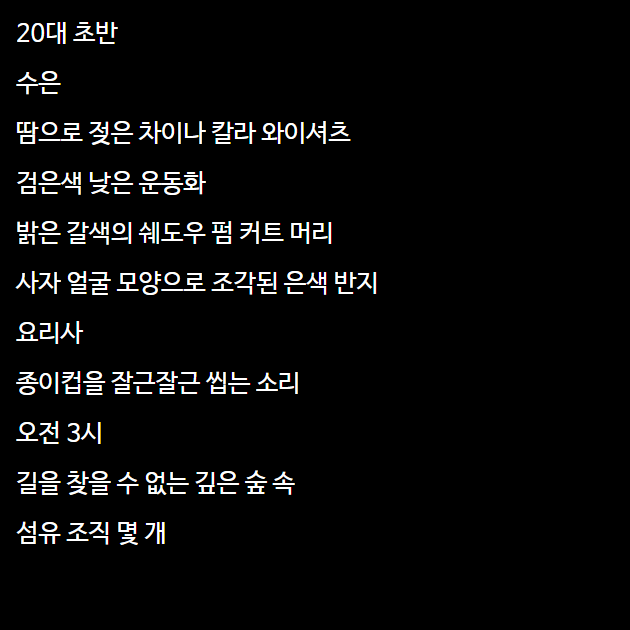 20대 초반
수은
땀으로 젖은 차이나 칼라 와이셔츠
검은색 낮은 운동화
밝은 갈색의 쉐도우 펌 커트 머리
사자 얼굴 모양으로 조각된 은색 반지
요리사
종이컵을 잘근잘근 씹는 소리
오전 3시
길을 찾을 수 없는 깊은 숲 속
섬유 조직 몇 개